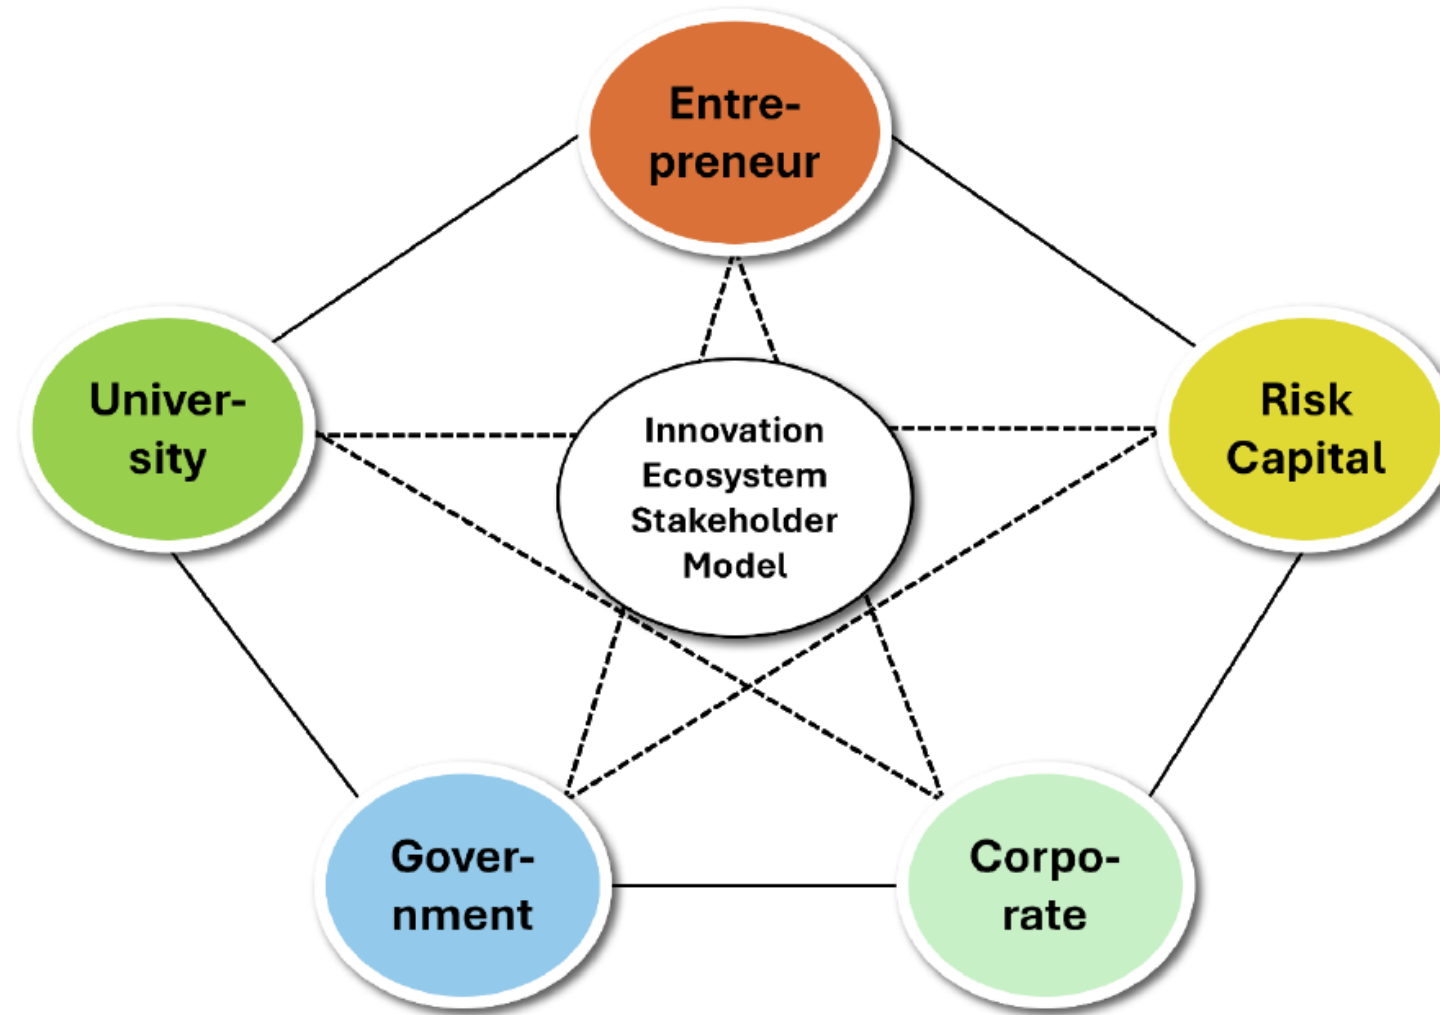 Entre-
preneur
Univer-
sity
Innovation
Ecosystem
Stakeholder
Model
Risk
Capital
Gover-
nment
Corpo-
rate